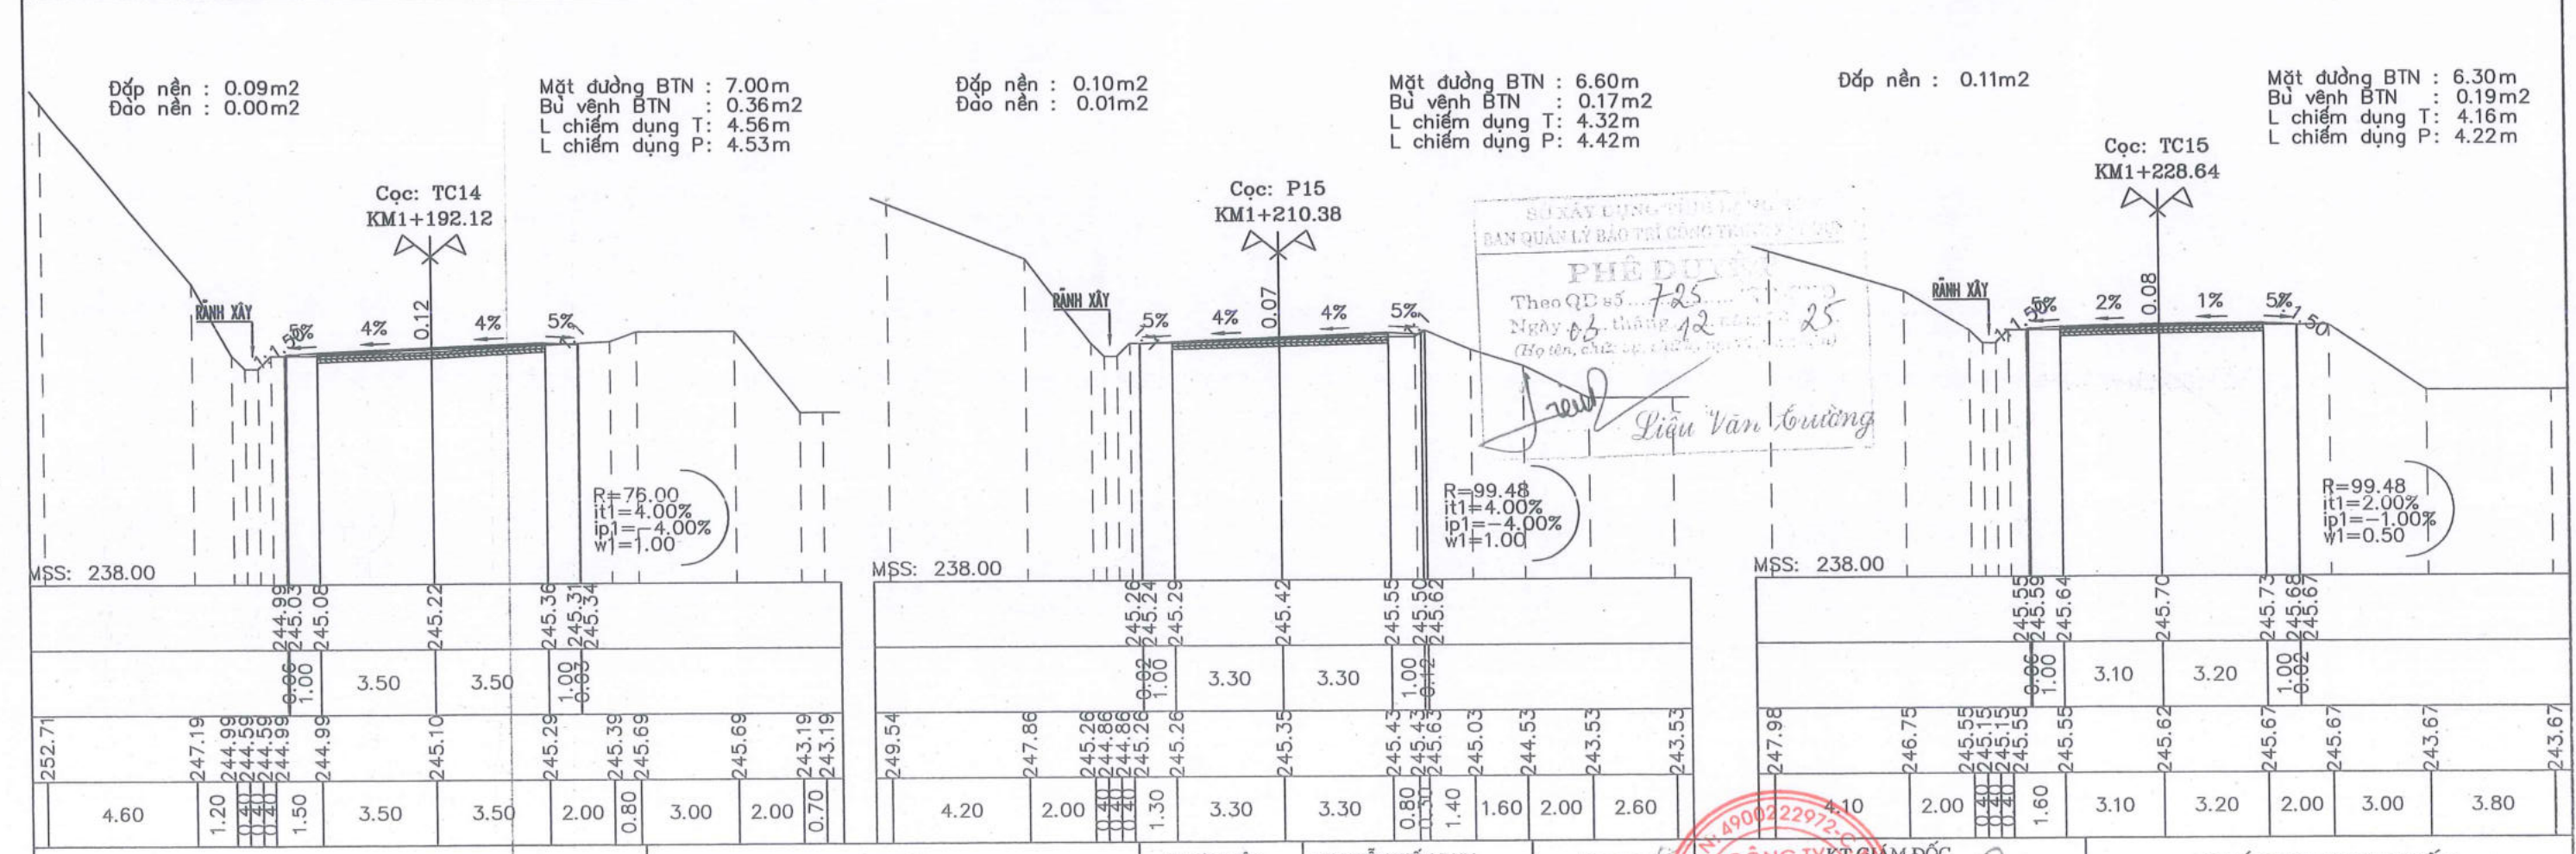 Đắp nền : 0.09m2
Đào nền : 0.00m2
Mặt đường BTN : 7.00m
Bù vênh BTN : 0.36m2
L chiếm dụng T: 4.56m
L chiếm dụng P: 4.53m
Cọc: TC14
KM1+192.12
RÃNH XÂY
1:1.50
5%
4%
0.12
4%
5%
R=76.00
it1=4.00%
ip1=-4.00%
w1=1.00
MSS: 238.00
244.99 245.03 245.08 245.22 245.36 245.31 245.34
0.06 1.00 3.50 3.50 1.00 0.03
252.71 247.19 244.99 244.59 244.59 244.99 244.99 245.10 245.29 245.39 245.69 245.69 243.19 243.19
4.60 1.20 0.40 0.40 0.40 1.50 3.50 3.50 2.00 0.80 3.00 2.00 0.70
Đắp nền : 0.10m2
Đào nền : 0.01m2
Mặt đường BTN : 6.60m
Bù vênh BTN : 0.17m2
L chiếm dụng T: 4.32m
L chiếm dụng P: 4.42m
Cọc: P15
KM1+210.38
RÃNH XÂY
5%
4%
0.07
4%
5%
R=99.48
it1=4.00%
ip1=-4.00%
w1=1.00
MSS: 238.00
245.26 245.24 245.29 245.42 245.55 245.50 245.62
0.02 1.00 3.30 3.30 1.00 0.12
249.54 247.86 245.26 244.86 244.86 245.26 245.26 245.35 245.43 245.43 245.63 245.03 244.53 243.53 243.53
4.20 2.00 0.40 0.40 0.40 1.30 3.30 3.30 0.80 0.30 1.40 1.60 2.00 2.60
BAN QUẢN LÝ BẢO TRÌ CÔNG TRÌNH
PHÊ DUYỆT
Theo QĐ số 725
Ngày 03 tháng 12 năm 25
Liễu Văn Cường
Đắp nền : 0.11m2
Mặt đường BTN : 6.30m
Bù vênh BTN : 0.19m2
L chiếm dụng T: 4.16m
L chiếm dụng P: 4.22m
Cọc: TC15
KM1+228.64
RÃNH XÂY
1:1.50
5%
2%
0.08
1%
5%
1:1.50
R=99.48
it1=2.00%
ip1=-1.00%
w1=0.50
MSS: 238.00
245.55 245.59 245.64 245.70 245.73 245.68 245.67
0.06 1.00 3.10 3.20 1.00 0.02
247.98 246.75 245.55 245.15 245.15 245.55 245.55 245.62 245.67 245.67 243.67 243.67
4.10 2.00 0.40 0.40 0.40 1.60 3.10 3.20 2.00 3.00 3.80
4900222972-C
KT.GIÁM ĐỐC